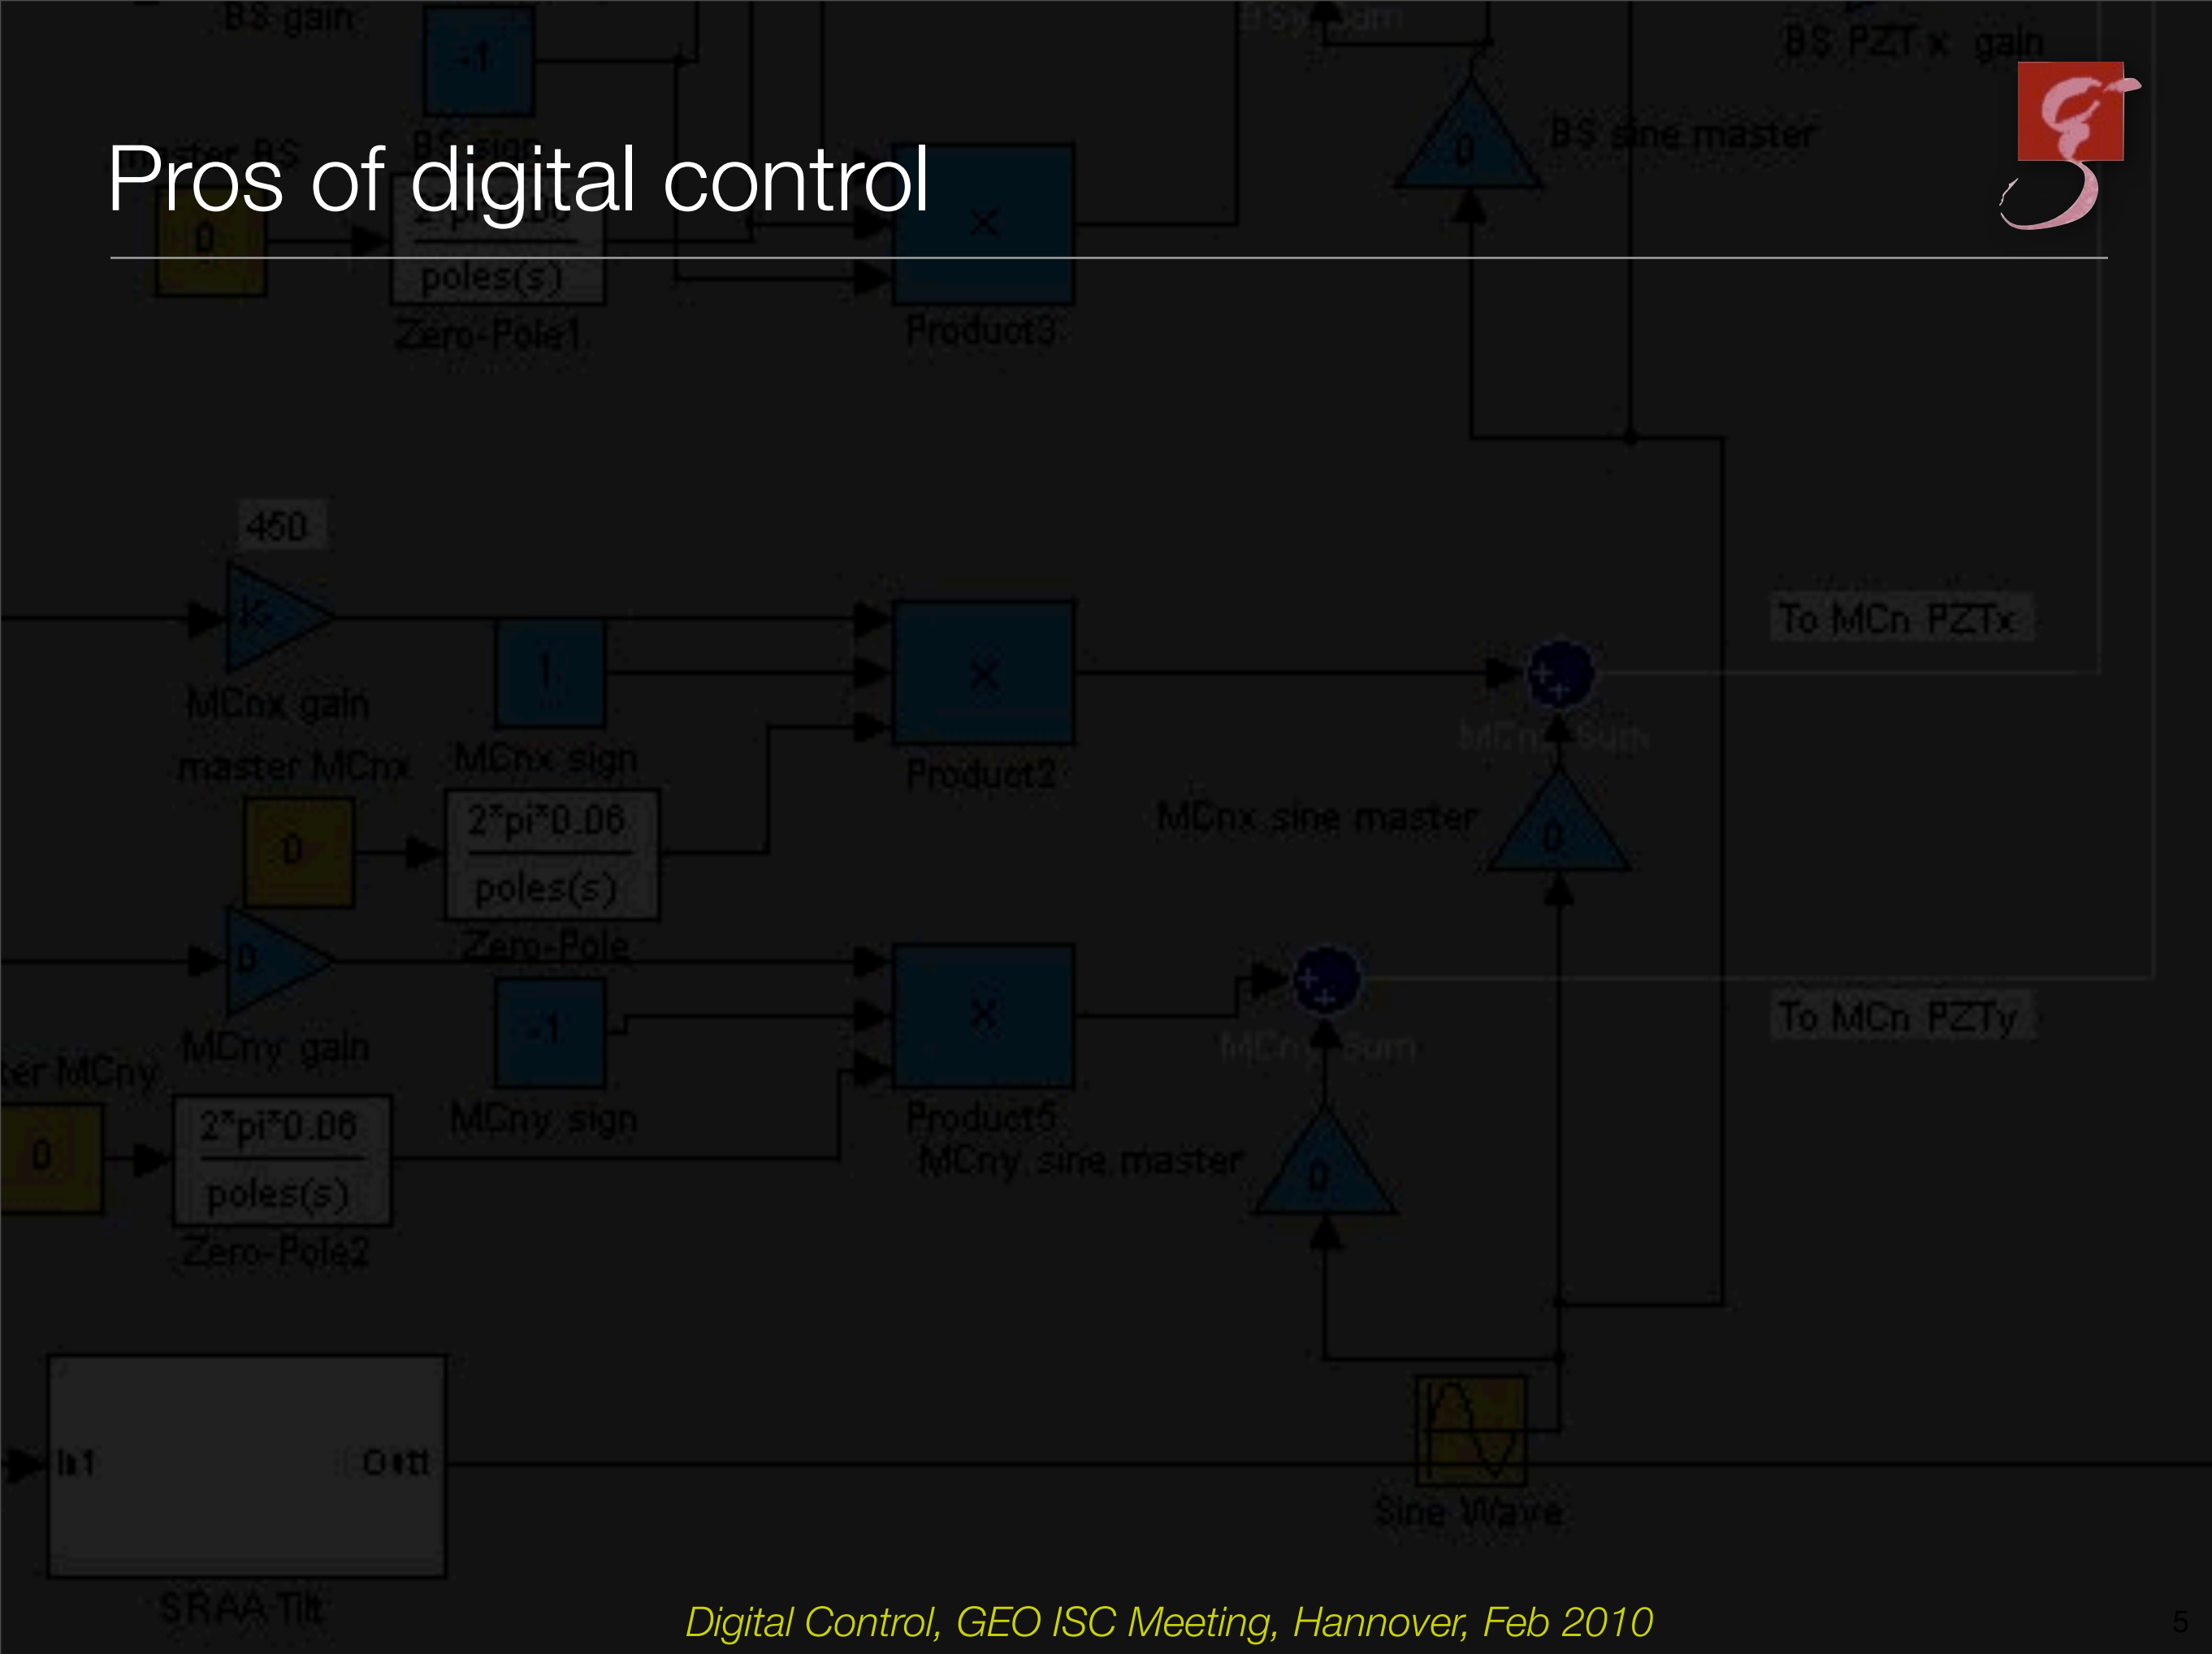 BS gain
BS PZT x gain
-1
BS sine master
0
Pros of digital control
0
poles(s)
×
Zero-Pole1
Product3
450
K-
To MCn PZTx
1
×
MCnx gain
MCnx sign
master MCnx
Product2
2*pi*0.06
MCnx sine master
0
0
poles(s)
Zero-Pole
0
-1
×
To MCn PZTy
MCny gain
MCny Sum
MCny
MCny sign
Product5
2*pi*0.06
MCny sine master
0
0
poles(s)
Zero-Pole2
In1
Out1
Sine Wave
SRAA Tilt
Digital Control, GEO ISC Meeting, Hannover, Feb 2010
5